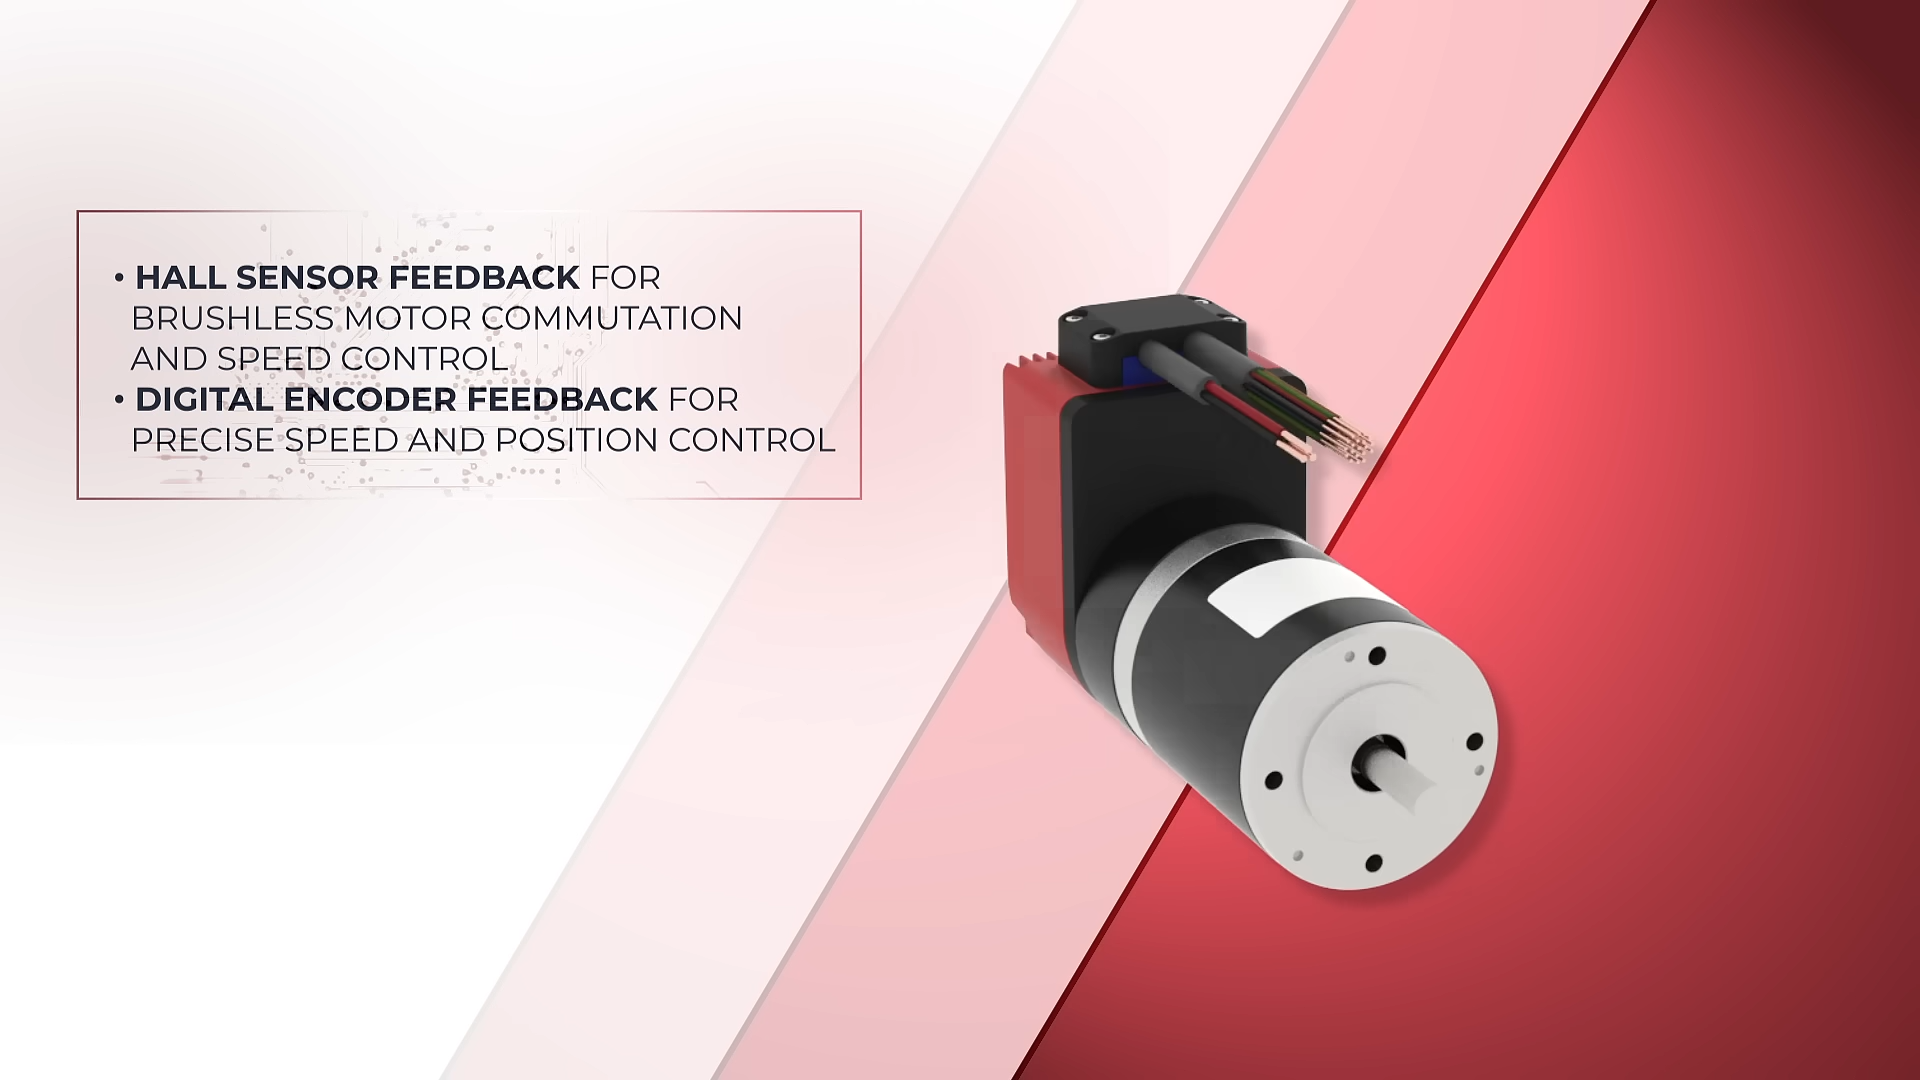 • HALL SENSOR FEEDBACK FOR
BRUSHLESS MOTOR COMMUTATION
AND SPEED CONTROL
• DIGITAL ENCODER FEEDBACK FOR
PRECISE SPEED AND POSITION CONTROL